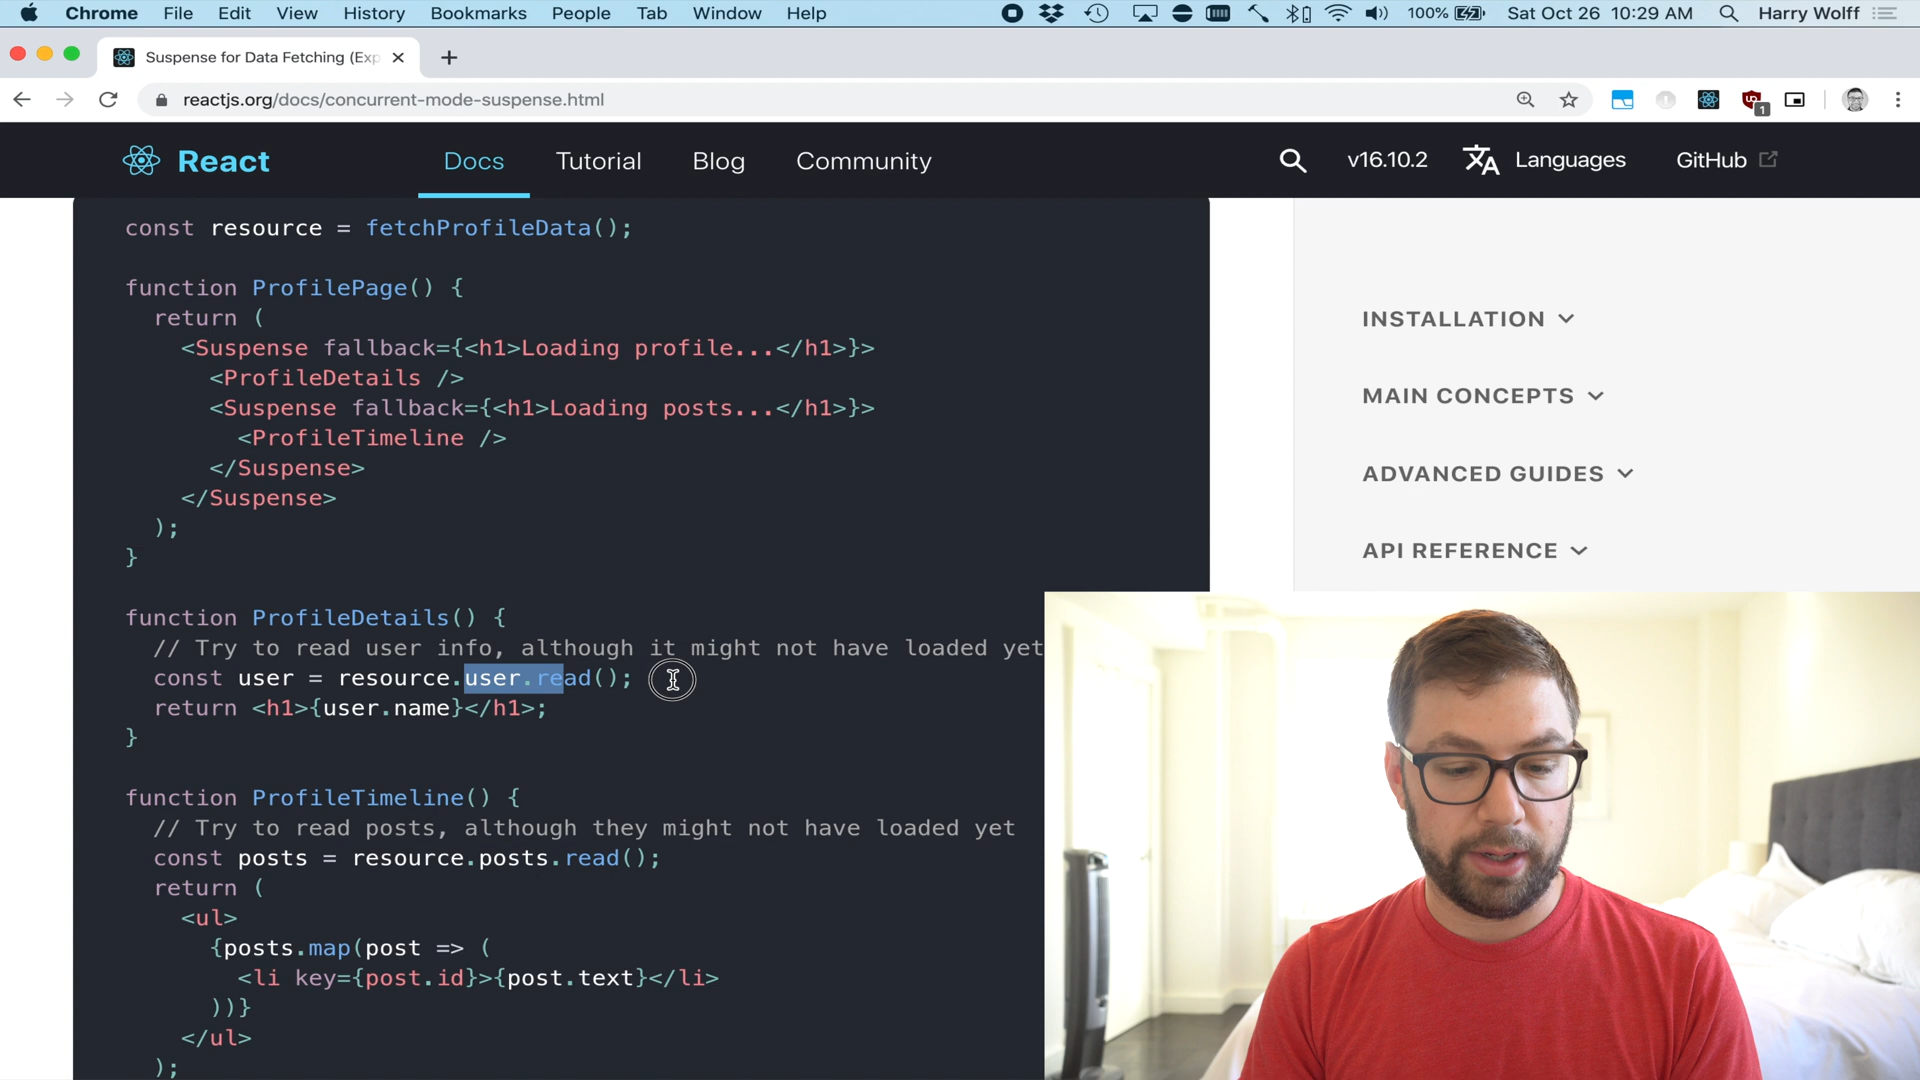 Chrome File Edit View History Bookmarks People Tab Window Help 100% Sat Oct 26 10:29 AM Harry Wolff
Suspense for Data Fetching (Exp
reactjs.org/docs/concurrent-mode-suspense.html
1
React Docs Tutorial Blog Community v16.10.2 Languages GitHub
const resource = fetchProfileData();
function ProfilePage() {
return (
<Suspense fallback={<h1>Loading profile...</h1>}>
<ProfileDetails />
<Suspense fallback={<h1>Loading posts...</h1>}>
<ProfileTimeline />
</Suspense>
</Suspense>
);
}
function ProfileDetails() {
// Try to read user info, although it might not have loaded yet
const user = resource.user.read();
return <h1>{user.name}</h1>;
}
function ProfileTimeline() {
// Try to read posts, although they might not have loaded yet
const posts = resource.posts.read();
return (
<ul>
{posts.map(post => (
<li key={post.id}>{post.text}</li>
))}
</ul>
);
INSTALLATION
MAIN CONCEPTS
ADVANCED GUIDES
API REFERENCE